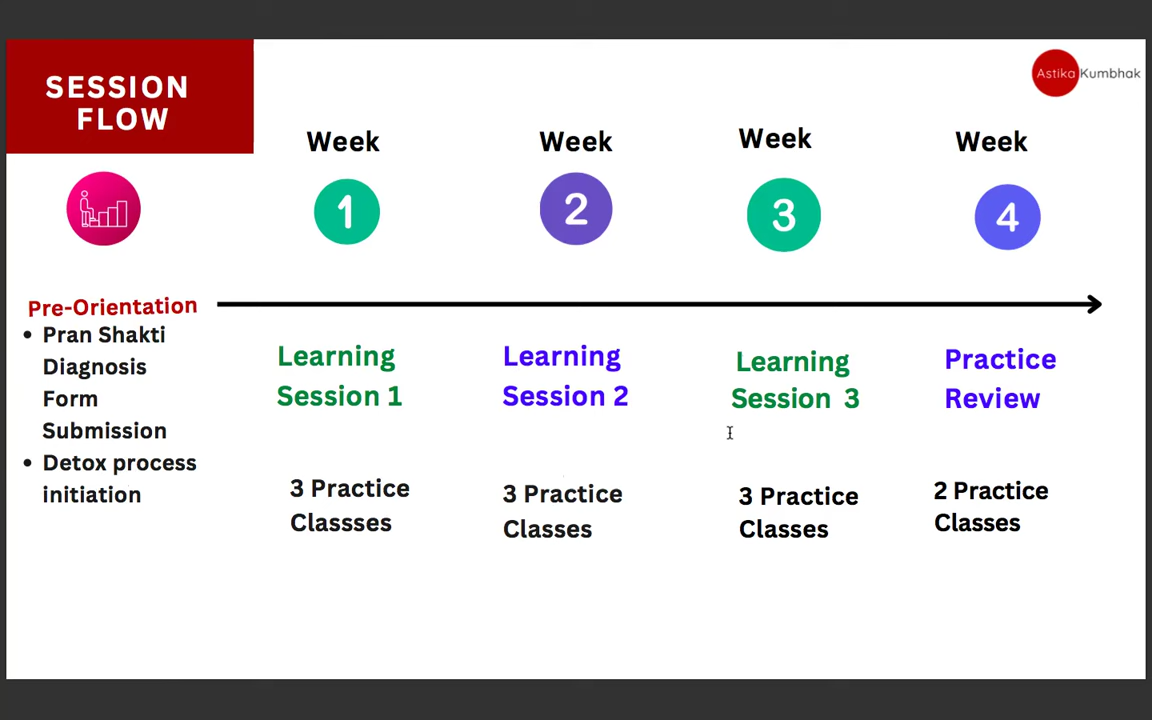 SESSION
FLOW
Astika Kumbhak
Week
Week
Week
Week
1
2
3
4
Pre-Orientation
• Pran Shakti
Diagnosis
Form
Submission
• Detox process
initiation
Learning
Session 1
3 Practice
Classses
Learning
Session 2
3 Practice
Classes
Learning
Session 3
3 Practice
Classes
Practice
Review
2 Practice
Classes